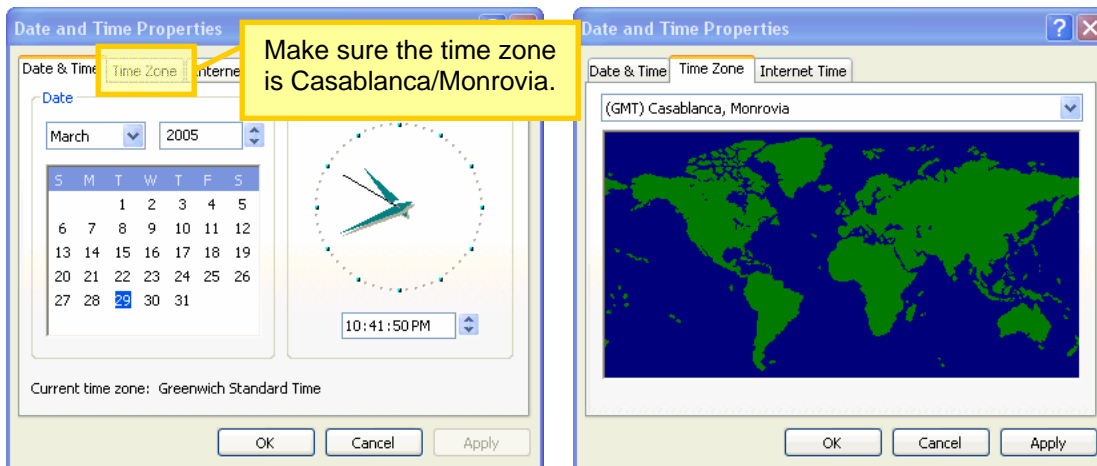 Date and Time Properties
Date & Time Time Zone Interne
Make sure the time zone
is Casablanca/Monrovia.
Date
March 2005
S M T W T F S
1 2 3 4 5
6 7 8 9 10 11 12
13 14 15 16 17 18 19
20 21 22 23 24 25 26
27 28 29 30 31
10:41:50 PM
Current time zone: Greenwich Standard Time
OK Cancel Apply
Date and Time Properties
Date & Time Time Zone Internet Time
(GMT) Casablanca, Monrovia
OK Cancel Apply